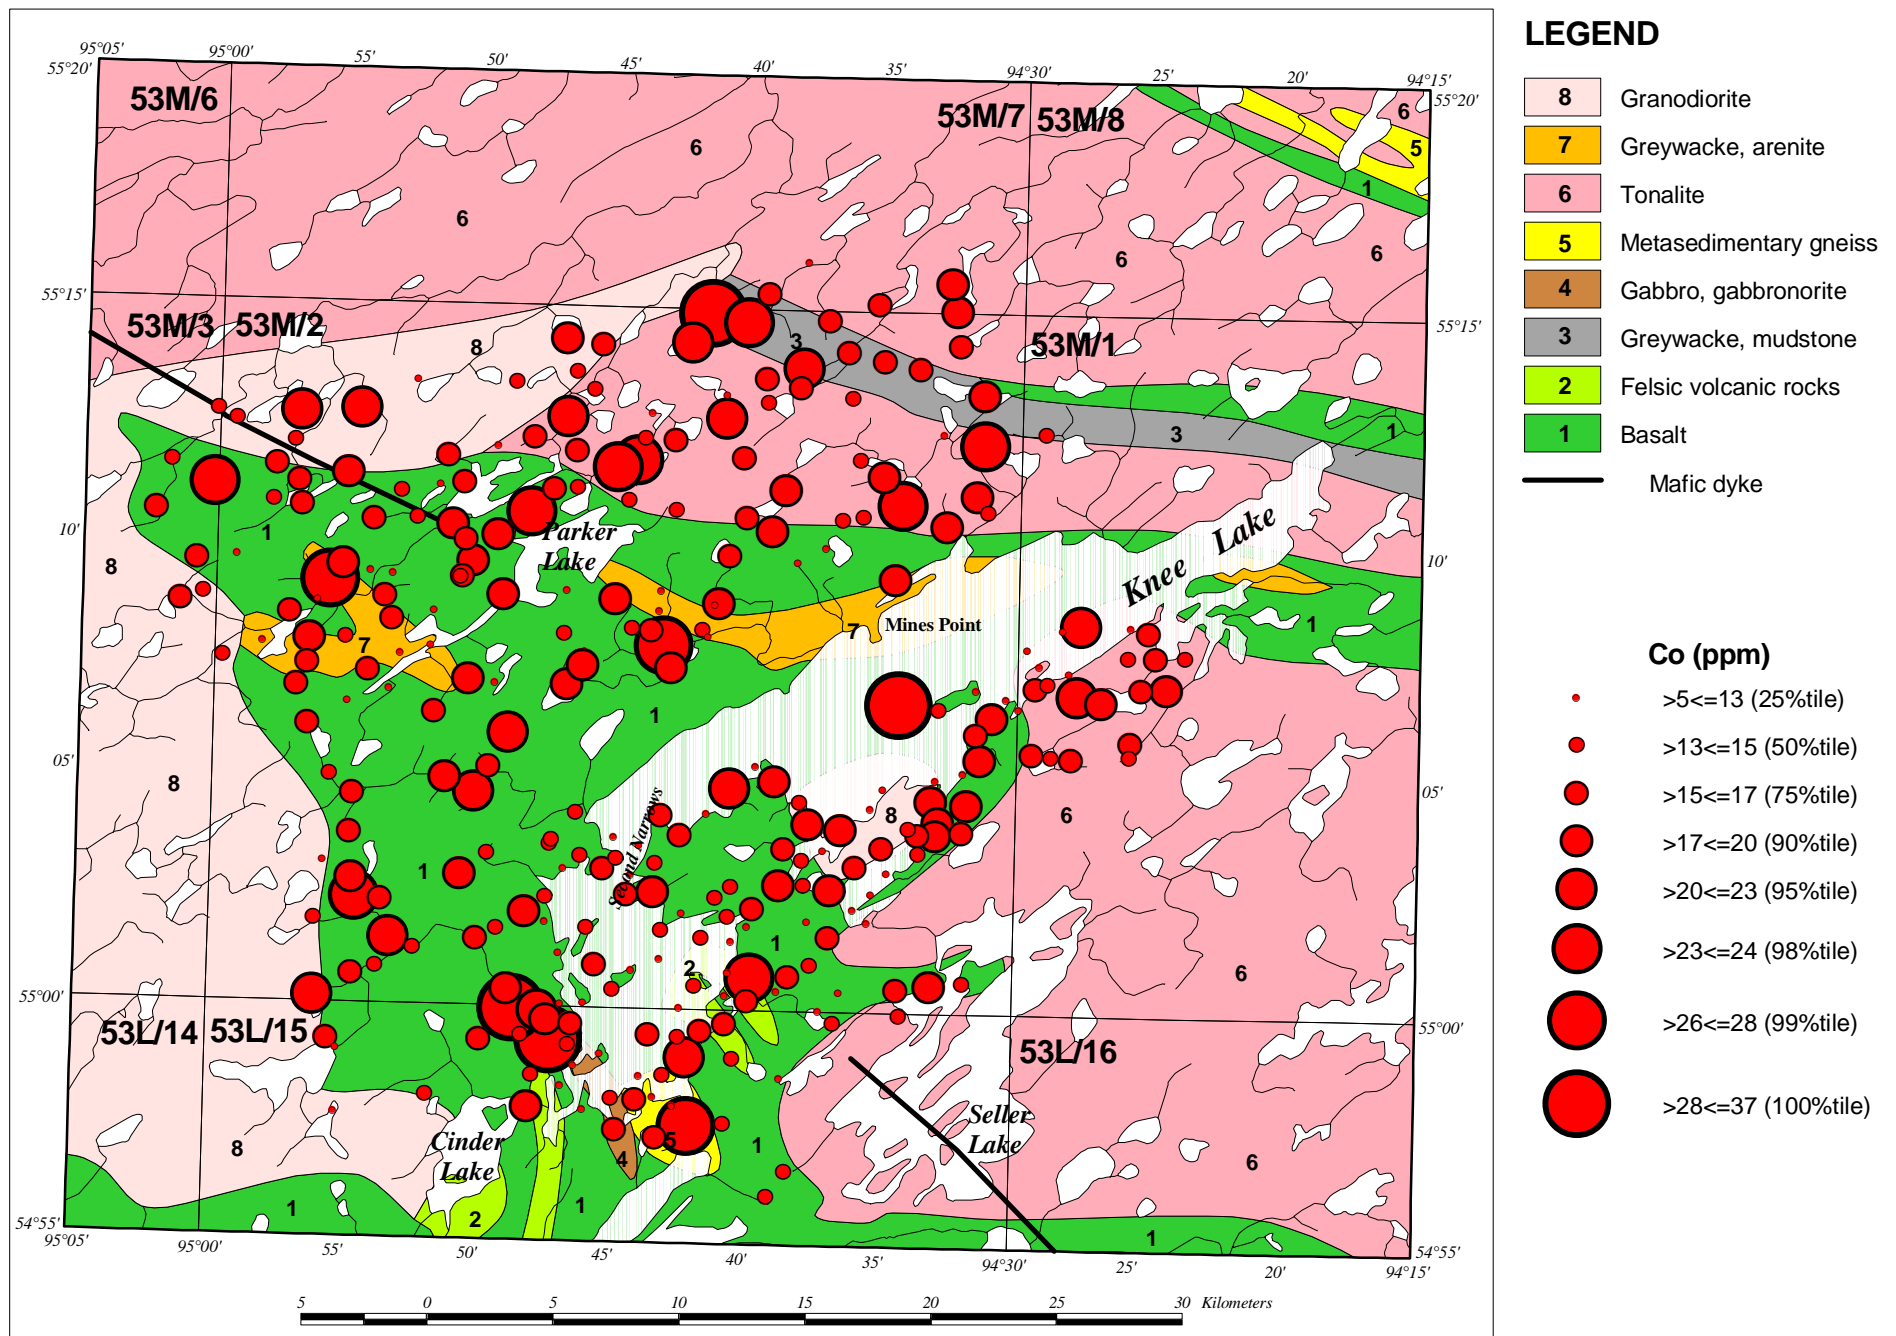 LEGEND
8 Granodiorite
7 Greywacke, arenite
6 Tonalite
5 Metasedimentary gneiss
4 Gabbro, gabbronorite
3 Greywacke, mudstone
2 Felsic volcanic rocks
1 Basalt
Mafic dyke
Co (ppm)
>5<=13 (25%tile)
>13<=15 (50%tile)
>15<=17 (75%tile)
>17<=20 (90%tile)
>20<=23 (95%tile)
>23<=24 (98%tile)
>26<=28 (99%tile)
>28<=37 (100%tile)
95°05' 95°00' 55' 50' 45' 40' 35' 94°30' 25' 20' 94°15'
55°20' 55°20'
53M/6 53M/7 53M/8
6 6 5
6 1
6 6 6
55°15' 55°15'
53M/3 53M/2 53M/1
8 3
1 3
10' 1 10'
Parker
Lake
Knee Lake
8
7 7 Mines Point 1
1
05' 8 05'
8 6
Second Narrows
1
1 6
2
55°00' 55°00'
53L/14 53L/15 53L/16
Seller
Lake
Cinder
Lake
8 5 1
4 6
1 2 1 1
54°55' 54°55'
95°05' 95°00' 55' 50' 45' 40' 35' 94°30' 25' 20' 94°15'
5 0 5 10 15 20 25 30 Kilometers